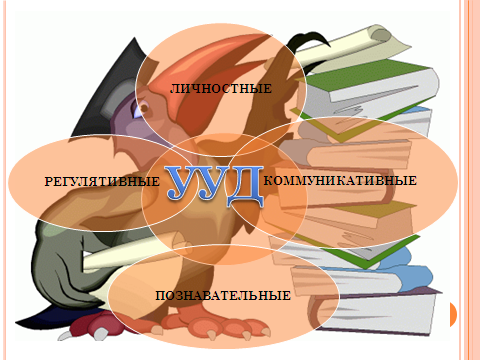 ЛИЧНОСТНЫЕ
РЕГУЛЯТИВНЫЕ
УУД
КОММУНИКАТИВНЫЕ
ПОЗНАВАТЕЛЬНЫЕ